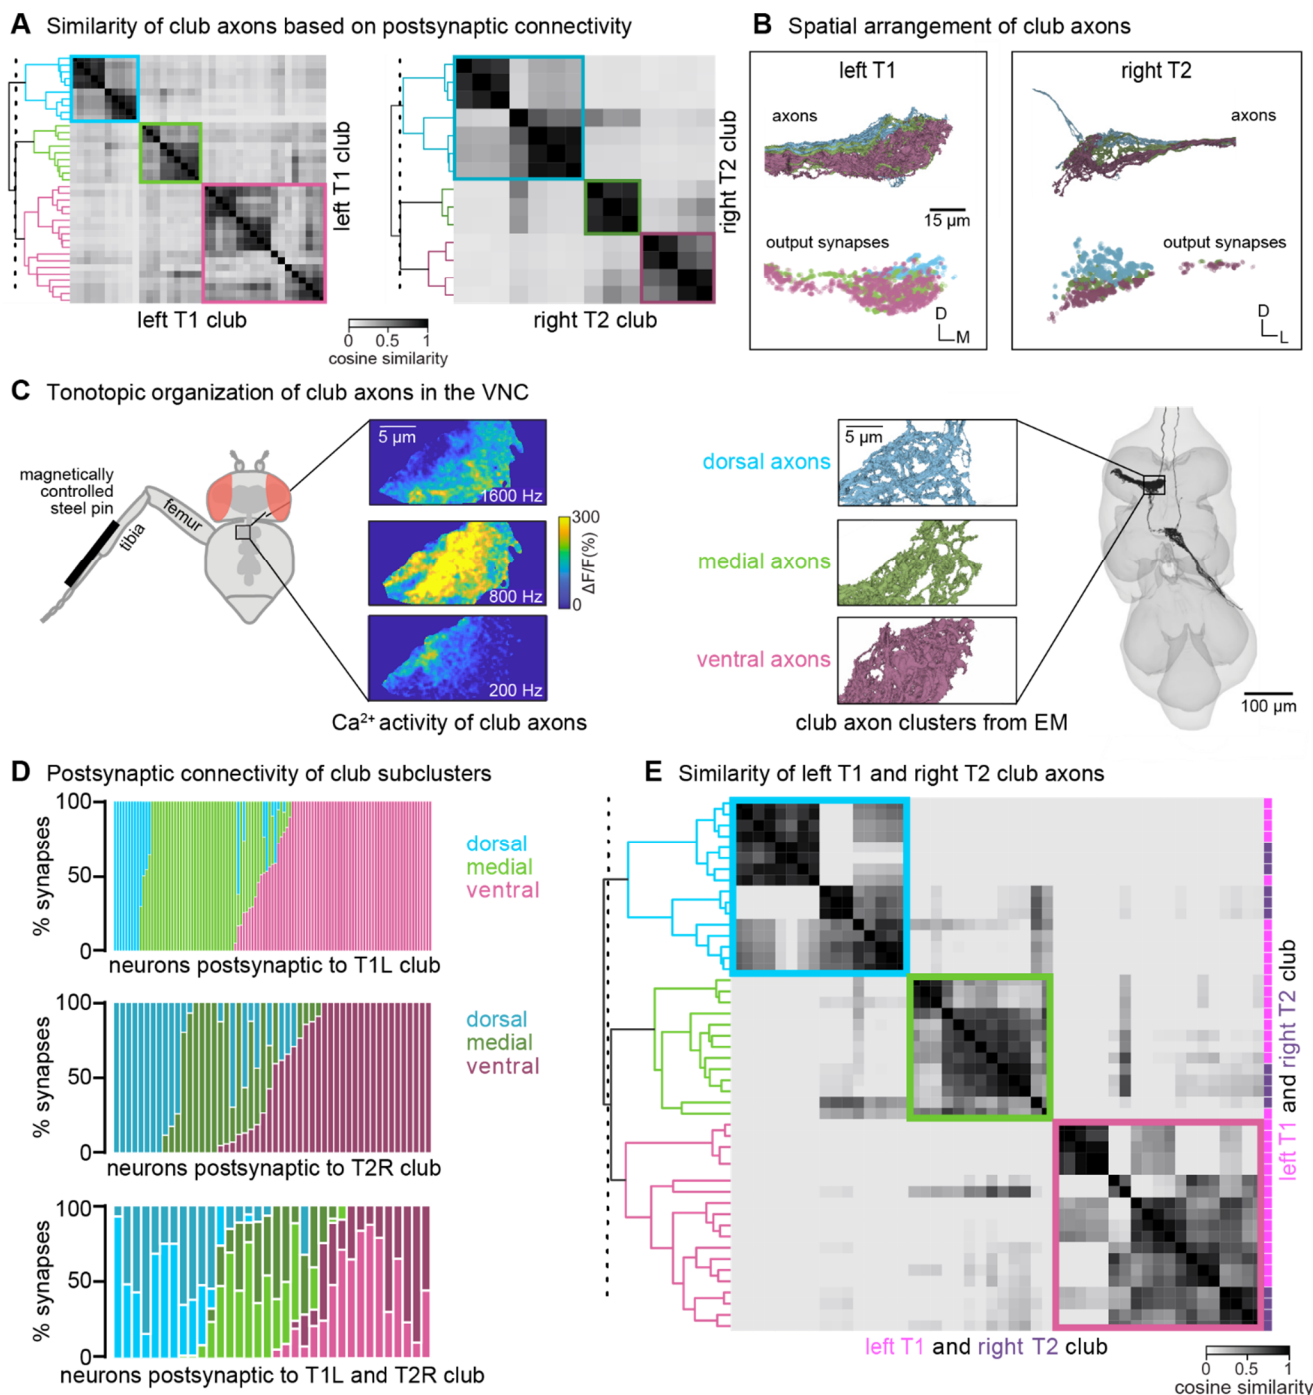 A Similarity of club axons based on postsynaptic connectivity
left T1 club
left T1 club
right T2 club
right T2 club
0 0.5 1
cosine similarity
B Spatial arrangement of club axons
left T1
axons
15 µm
output synapses
D
M
right T2
axons
output synapses
D
L
C Tonotopic organization of club axons in the VNC
magnetically
controlled
steel pin
tibia
femur
5 µm
1600 Hz
800 Hz
200 Hz
300
0
ΔF/F(%)
Ca2+ activity of club axons
dorsal axons
medial axons
ventral axons
5 µm
club axon clusters from EM
100 µm
D Postsynaptic connectivity of club subclusters
100
50
0
% synapses
neurons postsynaptic to T1L club
dorsal
medial
ventral
100
50
0
% synapses
neurons postsynaptic to T2R club
dorsal
medial
ventral
100
50
0
% synapses
neurons postsynaptic to T1L and T2R club
E Similarity of left T1 and right T2 club axons
left T1 and right T2 club
left T1 and right T2 club
0 0.5 1
cosine similarity